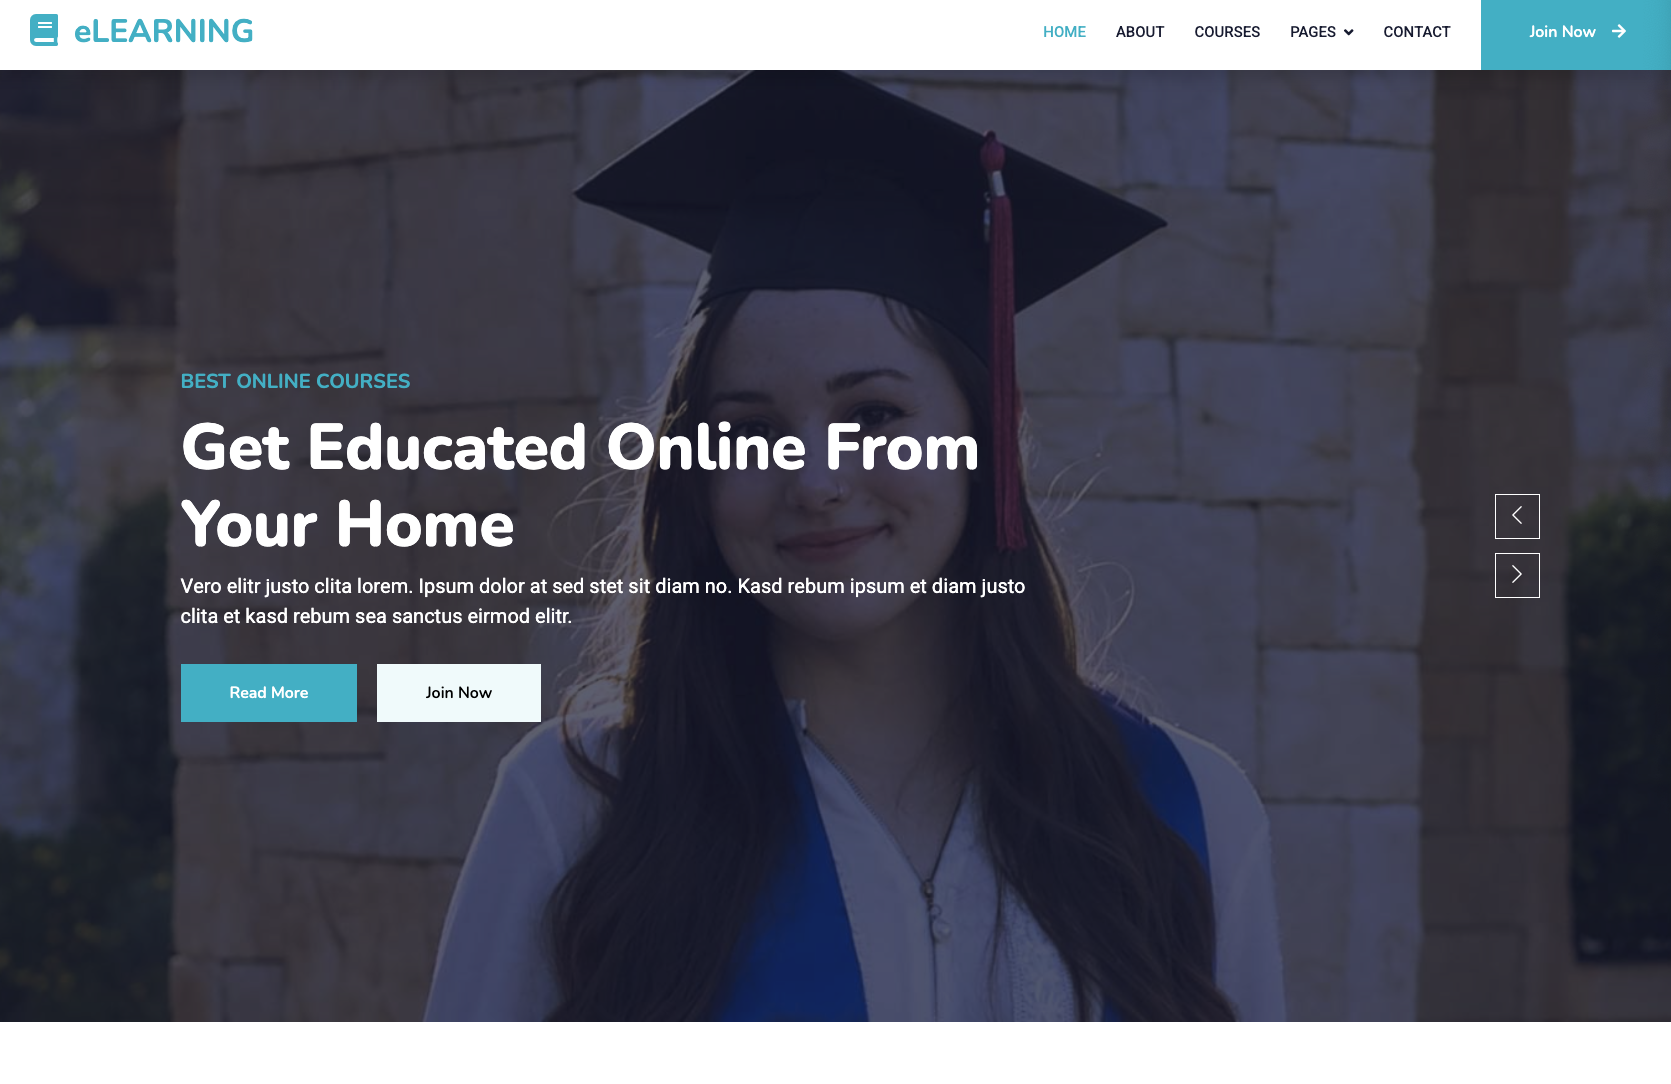 eLEARNING
HOME
ABOUT
COURSES
PAGES
CONTACT
Join Now
BEST ONLINE COURSES
Get Educated Online From
Your Home
Vero elitr justo clita lorem. Ipsum dolor at sed stet sit diam no. Kasd rebum ipsum et diam justo
clita et kasd rebum sea sanctus eirmod elitr.
Read More
Join Now